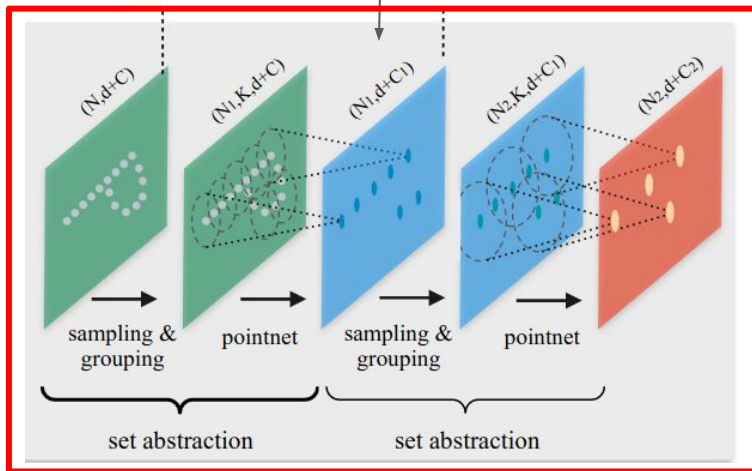 (N,d+C)
(N1,K,d+C)
(N1,d+C1)
(N2,K,d+C1)
(N2,d+C2)
sampling &
grouping
pointnet
sampling &
grouping
pointnet
set abstraction
set abstraction